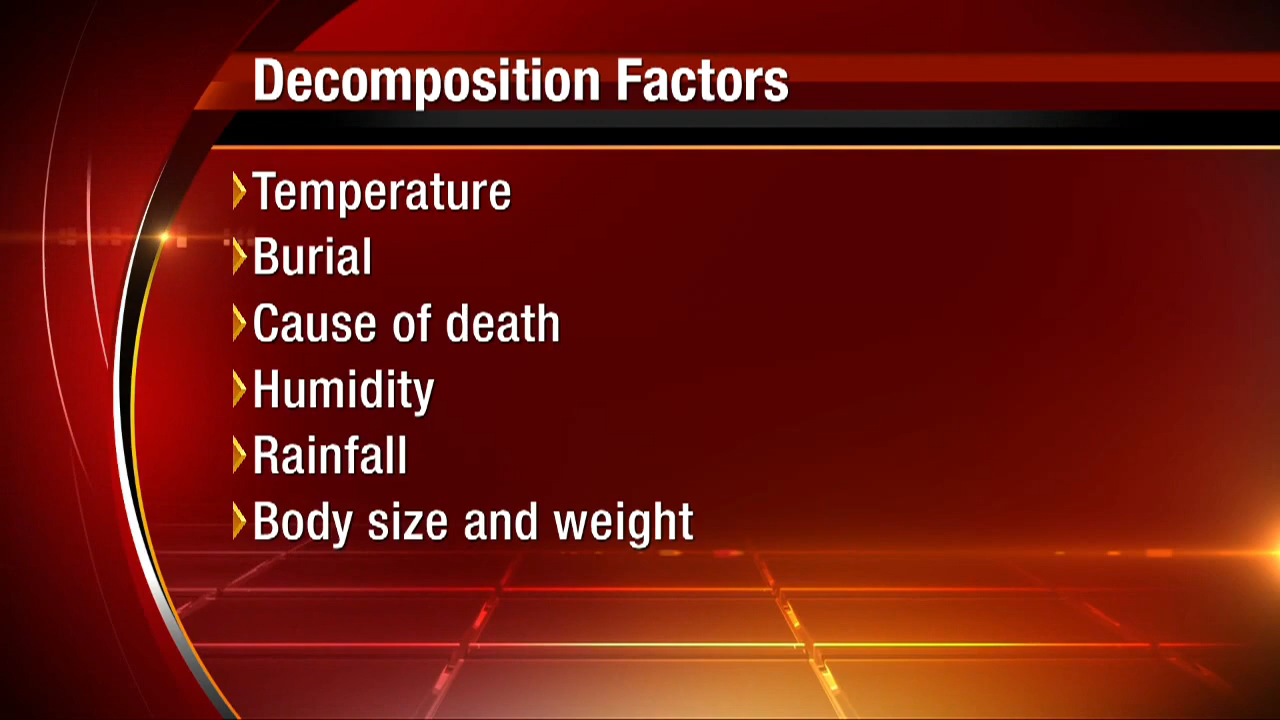 Decomposition Factors
Temperature
Burial
Cause of death
Humidity
Rainfall
Body size and weight